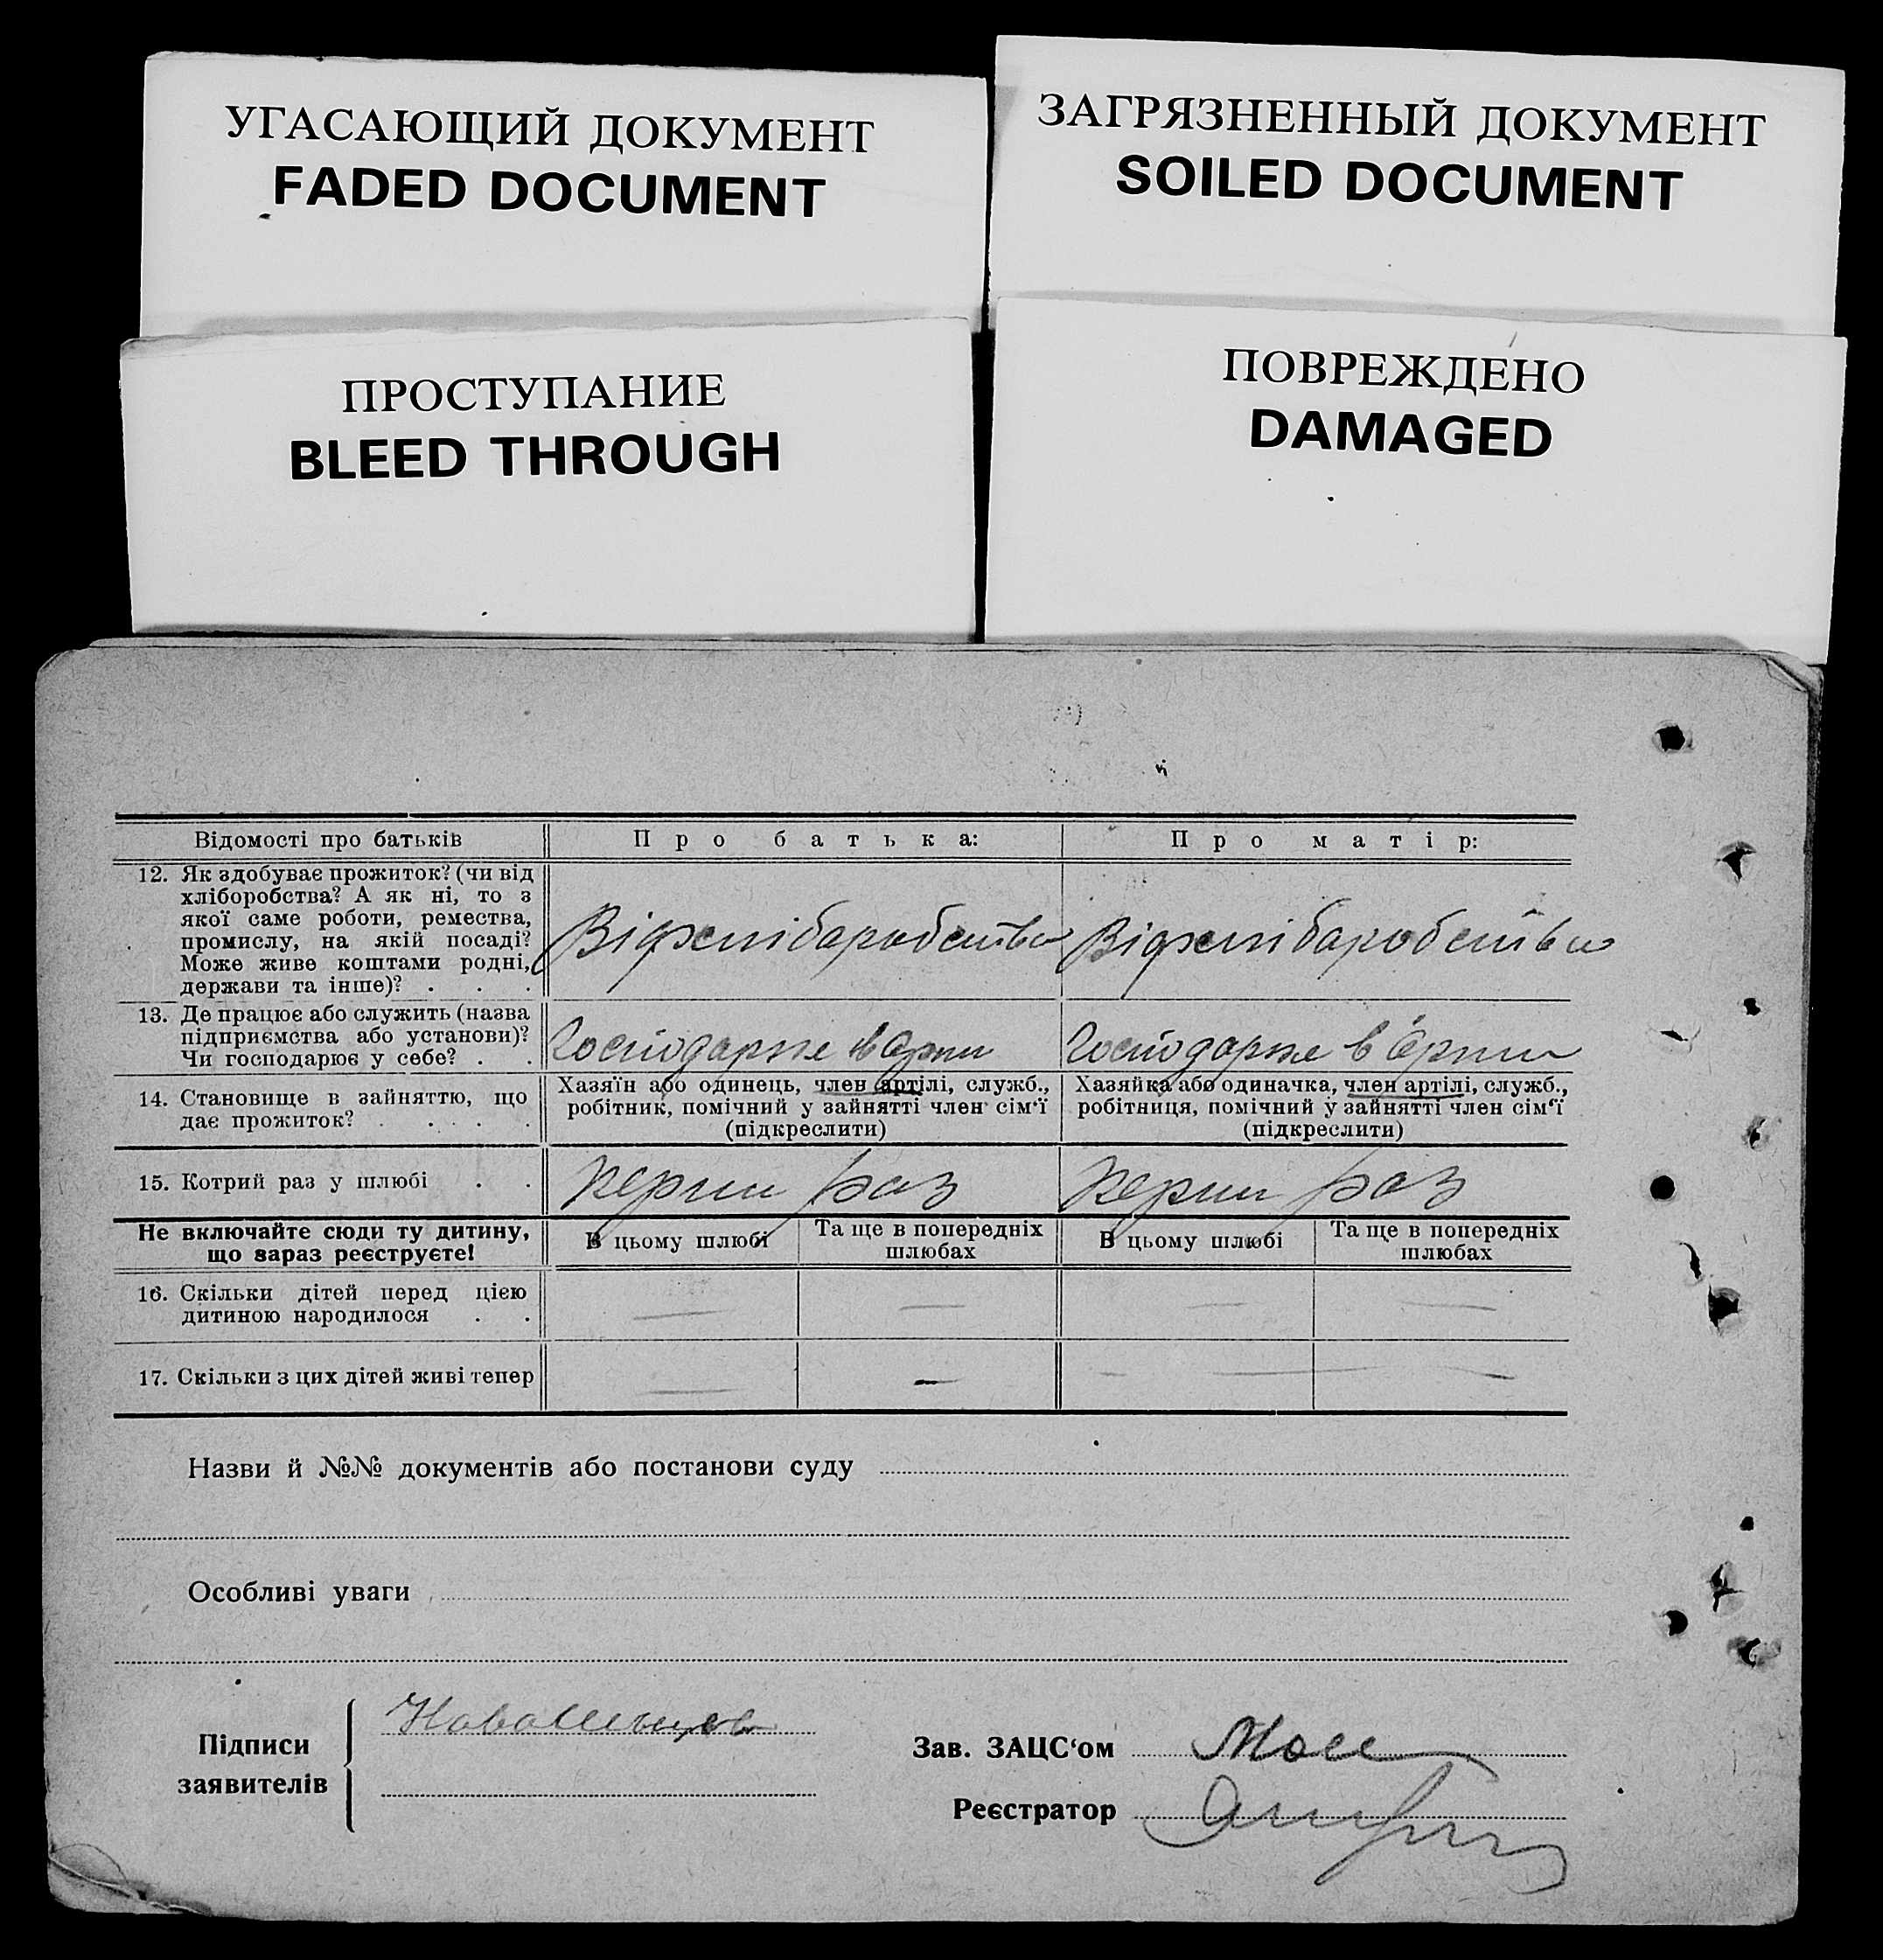 УГАСАЮЩИЙ ДОКУМЕНТ
FADED DOCUMENT
ЗАГРЯЗНЕННЫЙ ДОКУМЕНТ
SOILED DOCUMENT
ПРОСТУПАНИЕ
BLEED THROUGH
ПОВРЕЖДЕНО
DAMAGED
Відомості про батьків
Про батька:
Про матір:
12. Як здобуває прожиток? (чи від
хліборобства? А як ні, то з
якої саме роботи, ремества,
промислу, на якій посаді?
Може живе коштами родні,
держави та інше)? . . .
Відхліборобства
Відхліборобства
13. Де працює або служить (назва
підприємства або установи)?
Чи господарює у себе? . .
Господарює в
Господарює в
14. Становище в зайняттю, що
дає прожиток? . . . . .
Хазяїн або одинець, член артілі, служб.,
робітник, помічний у зайнятті член сім'ї
(підкреслити)
Хазяйка або одиначка, член артілі, служб.,
робітниця, помічний у зайнятті член сім'ї
(підкреслити)
15. Котрий раз у шлюбі . .
перши раз
перши раз
Не включайте сюди ту дитину,
що зараз реєструєте!
В цьому шлюбі
Та ще в попередніх
шлюбах
В цьому шлюбі
Та ще в попередніх
шлюбах
16. Скільки дітей перед цією
дитиною народилося . .
— — — —
17. Скільки з цих дітей живі тепер
— — — —
Назви й №№ документів або постанови суду
Особливі уваги
Підписи
заявителів
Зав. ЗАЦС'ом
Реєстратор